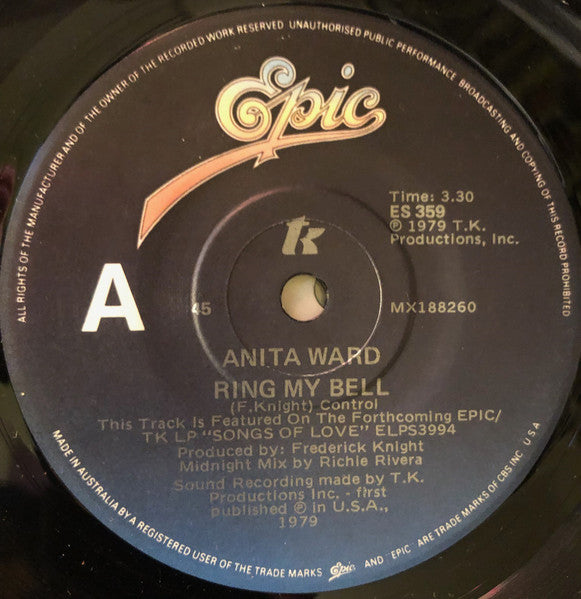 ALL RIGHTS OF THE MANUFACTURER AND OF THE OWNER OF THE RECORDED WORK RESERVED. UNAUTHORISED PUBLIC PERFORMANCE, BROADCASTING AND COPYING OF THIS RECORD PROHIBITED
Epic
Time: 3.30
ES 359
℗ 1979 T.K.
Productions, Inc.
tk
A
45
MX188260
ANITA WARD
RING MY BELL
(F.Knight) Control
This Track is Featured On The Forthcoming EPIC/
TK LP "SONGS OF LOVE" ELPS3994
Produced by: Frederick Knight
Midnight Mix by Richie Rivera
Sound Recording made by T.K.
Productions Inc. - first
published ℗ in U.S.A.,
1979
MADE IN AUSTRALIA BY A REGISTERED USER OF THE TRADE MARKS Epic AND "EPIC" ARE TRADE MARKS OF CBS INC USA